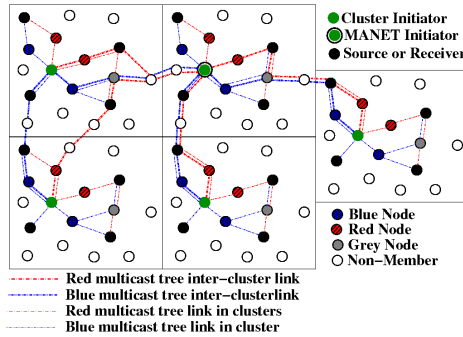 Cluster Initiator
MANET Initiator
Source or Receiver
Blue Node
Red Node
Grey Node
Non-Member
Red multicast tree inter-cluster link
Blue multicast tree inter-clusterlink
Red multicast tree link in clusters
Blue multicast tree link in cluster